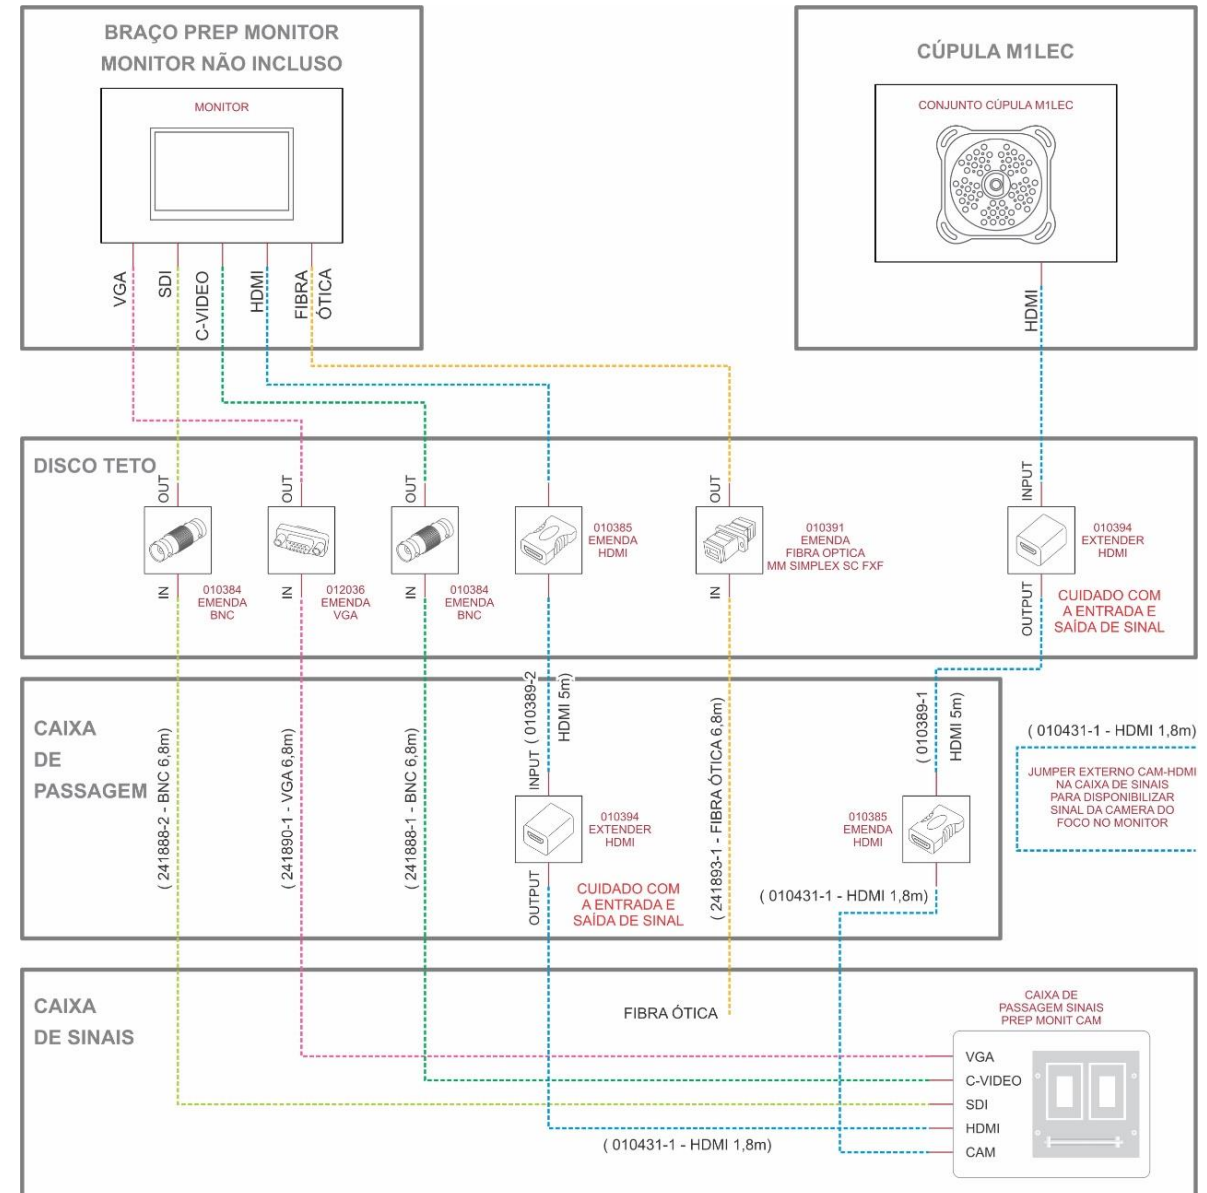 BRAÇO PREP MONITOR
MONITOR NÃO INCLUSO
MONITOR
VGA
SDI
C-VIDEO
HDMI
FIBRA
ÓTICA
CÚPULA M1LEC
CONJUNTO CÚPULA M1LEC
HDMI
DISCO TETO
OUT
OUT
OUT
OUT
INPUT
010385
EMENDA
HDMI
010391
EMENDA
FIBRA OPTICA
MM SIMPLEX SC FXF
010394
EXTENDER
HDMI
IN
010384
EMENDA
BNC
IN
012036
EMENDA
VGA
IN
010384
EMENDA
BNC
IN
OUTPUT
CUIDADO COM
A ENTRADA E
SAÍDA DE SINAL
CAIXA
DE
PASSAGEM
( 241888-2 - BNC 6,8m)
( 241890-1 - VGA 6,8m)
( 241888-1 - BNC 6,8m)
INPUT
( 010389-2
HDMI 5m)
010394
EXTENDER
HDMI
OUTPUT
CUIDADO COM
A ENTRADA E
SAÍDA DE SINAL
( 241893-1 - FIBRA ÓTICA 6,8m)
( 010389-1
HDMI 5m)
010385
EMENDA
HDMI
( 010431-1 - HDMI 1,8m)
( 010431-1 - HDMI 1,8m)
JUMPER EXTERNO CAM-HDMI
NA CAIXA DE SINAIS
PARA DISPONIBILIZAR
SINAL DA CAMERA DO
FOCO NO MONITOR
CAIXA
DE SINAIS
FIBRA ÓTICA
CAIXA DE
PASSAGEM SINAIS
PREP MONIT CAM
VGA
C-VIDEO
SDI
HDMI
CAM
( 010431-1 - HDMI 1,8m)